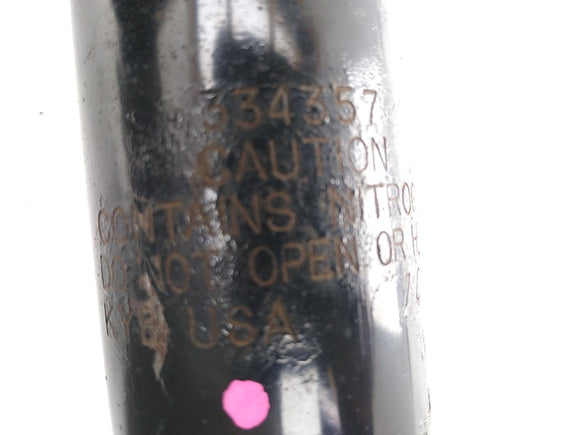 334357
CAUTION
CONTAINS NITRO
DO NOT OPEN OR
KYB USA